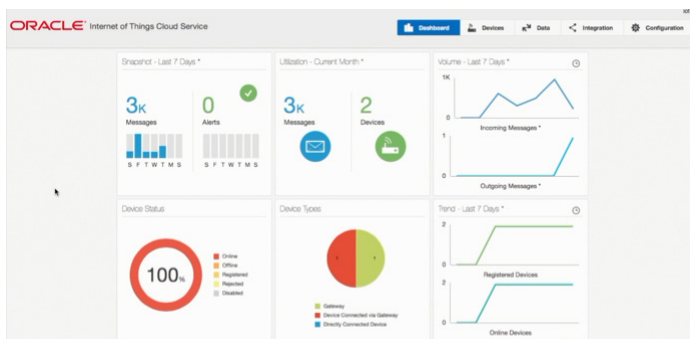 ORACLE® Internet of Things Cloud Service
Dashboard
Devices
Data
Integration
Configuration
Snapshot - Last 7 Days *
3K
Messages
S F T W T M S
0
Alerts
S F T W T M S
Utilization - Current Month *
3K
Messages
2
Devices
Volume - Last 7 Days *
1K
0
Incoming Messages *
1
0
Outgoing Messages *
Device Status
100%
Online
Offline
Registered
Rejected
Disabled
Device Types
1
1
Gateway
Device Connected via Gateway
Directly Connected Device
Trend - Last 7 Days *
2
0
Registered Devices
2
0
Online Devices